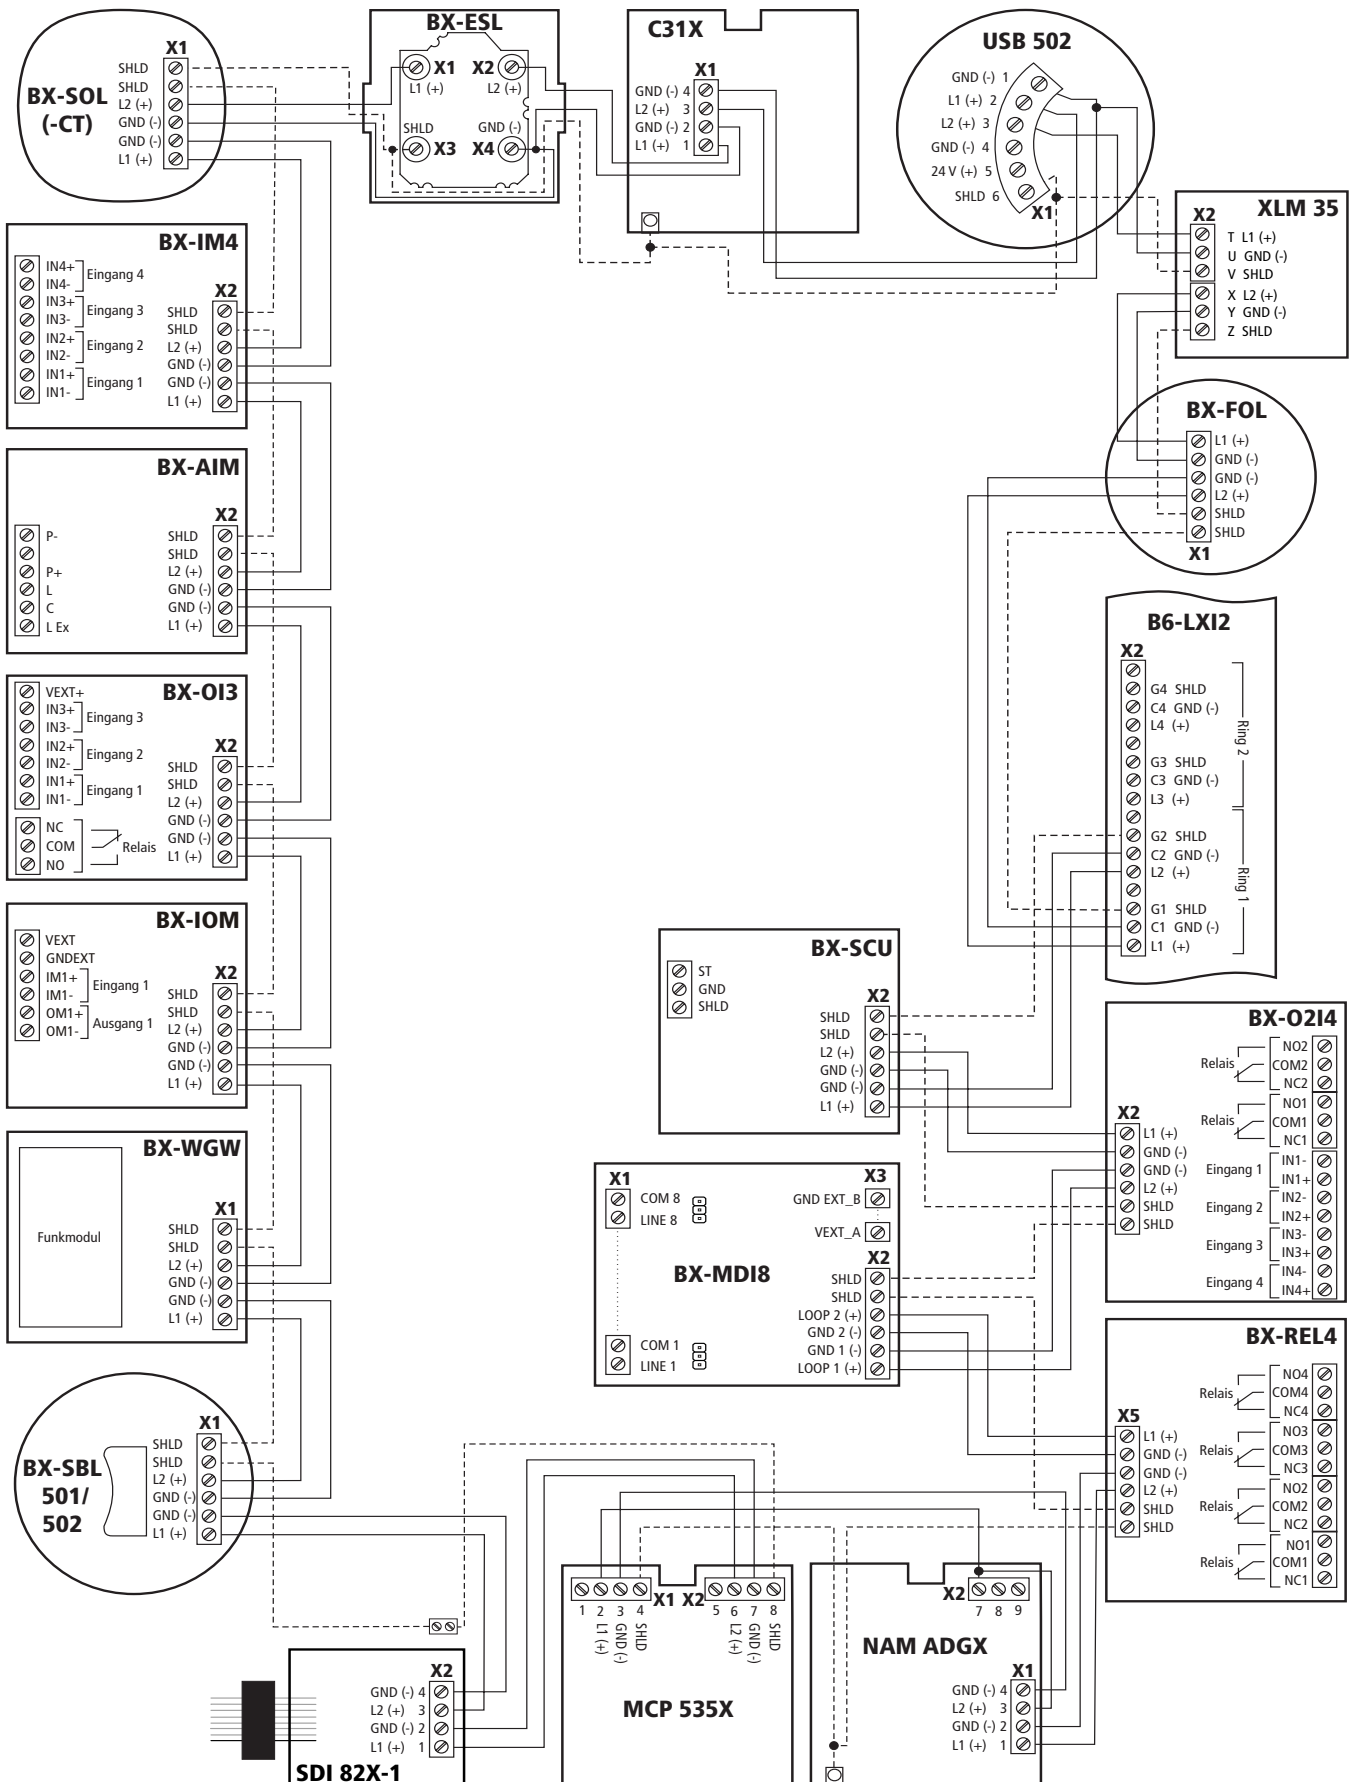 BX-SOL
(-CT)
X1
SHLD
SHLD
L2 (+)
GND (-)
GND (-)
L1 (+)
BX-ESL
X1
L1 (+)
X2
L2 (+)
SHLD
X3
GND (-)
X4
C31X
X1
GND (-) 4
L2 (+) 3
GND (-) 2
L1 (+) 1
USB 502
GND (-) 1
L1 (+) 2
L2 (+) 3
GND (-) 4
24 V (+) 5
SHLD 6
X1
XLM 35
X2
T L1 (+)
U GND (-)
V SHLD
X L2 (+)
Y GND (-)
Z SHLD
BX-IM4
IN4+
IN4-
Eingang 4
IN3+
IN3-
Eingang 3
IN2+
IN2-
Eingang 2
IN1+
IN1-
Eingang 1
X2
SHLD
SHLD
L2 (+)
GND (-)
GND (-)
L1 (+)
BX-FOL
L1 (+)
GND (-)
GND (-)
L2 (+)
SHLD
SHLD
X1
BX-AIM
P-
P+
L
C
L Ex
X2
SHLD
SHLD
L2 (+)
GND (-)
GND (-)
L1 (+)
B6-LXI2
X2
G4 SHLD
C4 GND (-)
L4 (+)
G3 SHLD
C3 GND (-)
L3 (+)
Ring 2
G2 SHLD
C2 GND (-)
L2 (+)
G1 SHLD
C1 GND (-)
L1 (+)
Ring 1
BX-OI3
VEXT+
IN3+
IN3-
Eingang 3
IN2+
IN2-
Eingang 2
IN1+
IN1-
Eingang 1
NC
COM
NO
Relais
X2
SHLD
SHLD
L2 (+)
GND (-)
GND (-)
L1 (+)
BX-IOM
VEXT
GNDEXT
IM1+
IM1-
Eingang 1
OM1+
OM1-
Ausgang 1
X2
SHLD
SHLD
L2 (+)
GND (-)
GND (-)
L1 (+)
BX-SCU
ST
GND
SHLD
X2
SHLD
SHLD
L2 (+)
GND (-)
GND (-)
L1 (+)
BX-O2I4
X2
L1 (+)
GND (-)
GND (-)
L2 (+)
SHLD
SHLD
Relais
NO2
COM2
NC2
Relais
NO1
COM1
NC1
Eingang 1
IN1-
IN1+
Eingang 2
IN2-
IN2+
Eingang 3
IN3-
IN3+
Eingang 4
IN4-
IN4+
BX-WGW
Funkmodul
X1
SHLD
SHLD
L2 (+)
GND (-)
GND (-)
L1 (+)
BX-MDI8
X1
COM 8
LINE 8
COM 1
LINE 1
X3
GND EXT_B
VEXT_A
X2
SHLD
SHLD
LOOP 2 (+)
GND 2 (-)
GND 1 (-)
LOOP 1 (+)
BX-REL4
X5
L1 (+)
GND (-)
GND (-)
L2 (+)
SHLD
SHLD
Relais
NO4
COM4
NC4
Relais
NO3
COM3
NC3
Relais
NO2
COM2
NC2
Relais
NO1
COM1
NC1
BX-SBL
501/
502
X1
SHLD
SHLD
L2 (+)
GND (-)
GND (-)
L1 (+)
SDI 82X-1
X2
GND (-) 4
L2 (+) 3
GND (-) 2
L1 (+) 1
MCP 535X
X1 X2
1 2 3 4
L1 (+)
GND (-)
SHLD
5 6 7 8
L2 (+)
GND (-)
SHLD
NAM ADGX
X2
7 8 9
X1
GND (-) 4
L2 (+) 3
GND (-) 2
L1 (+) 1